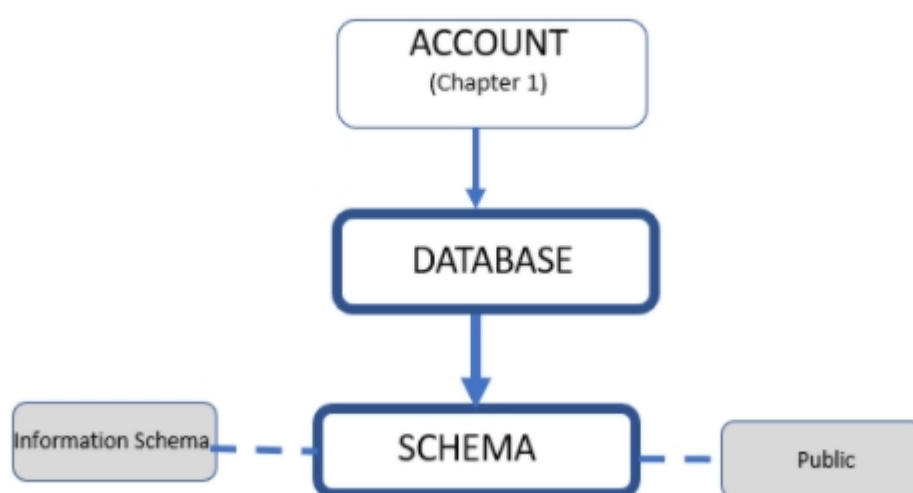 ACCOUNT
(Chapter 1)
DATABASE
Information Schema
SCHEMA
Public